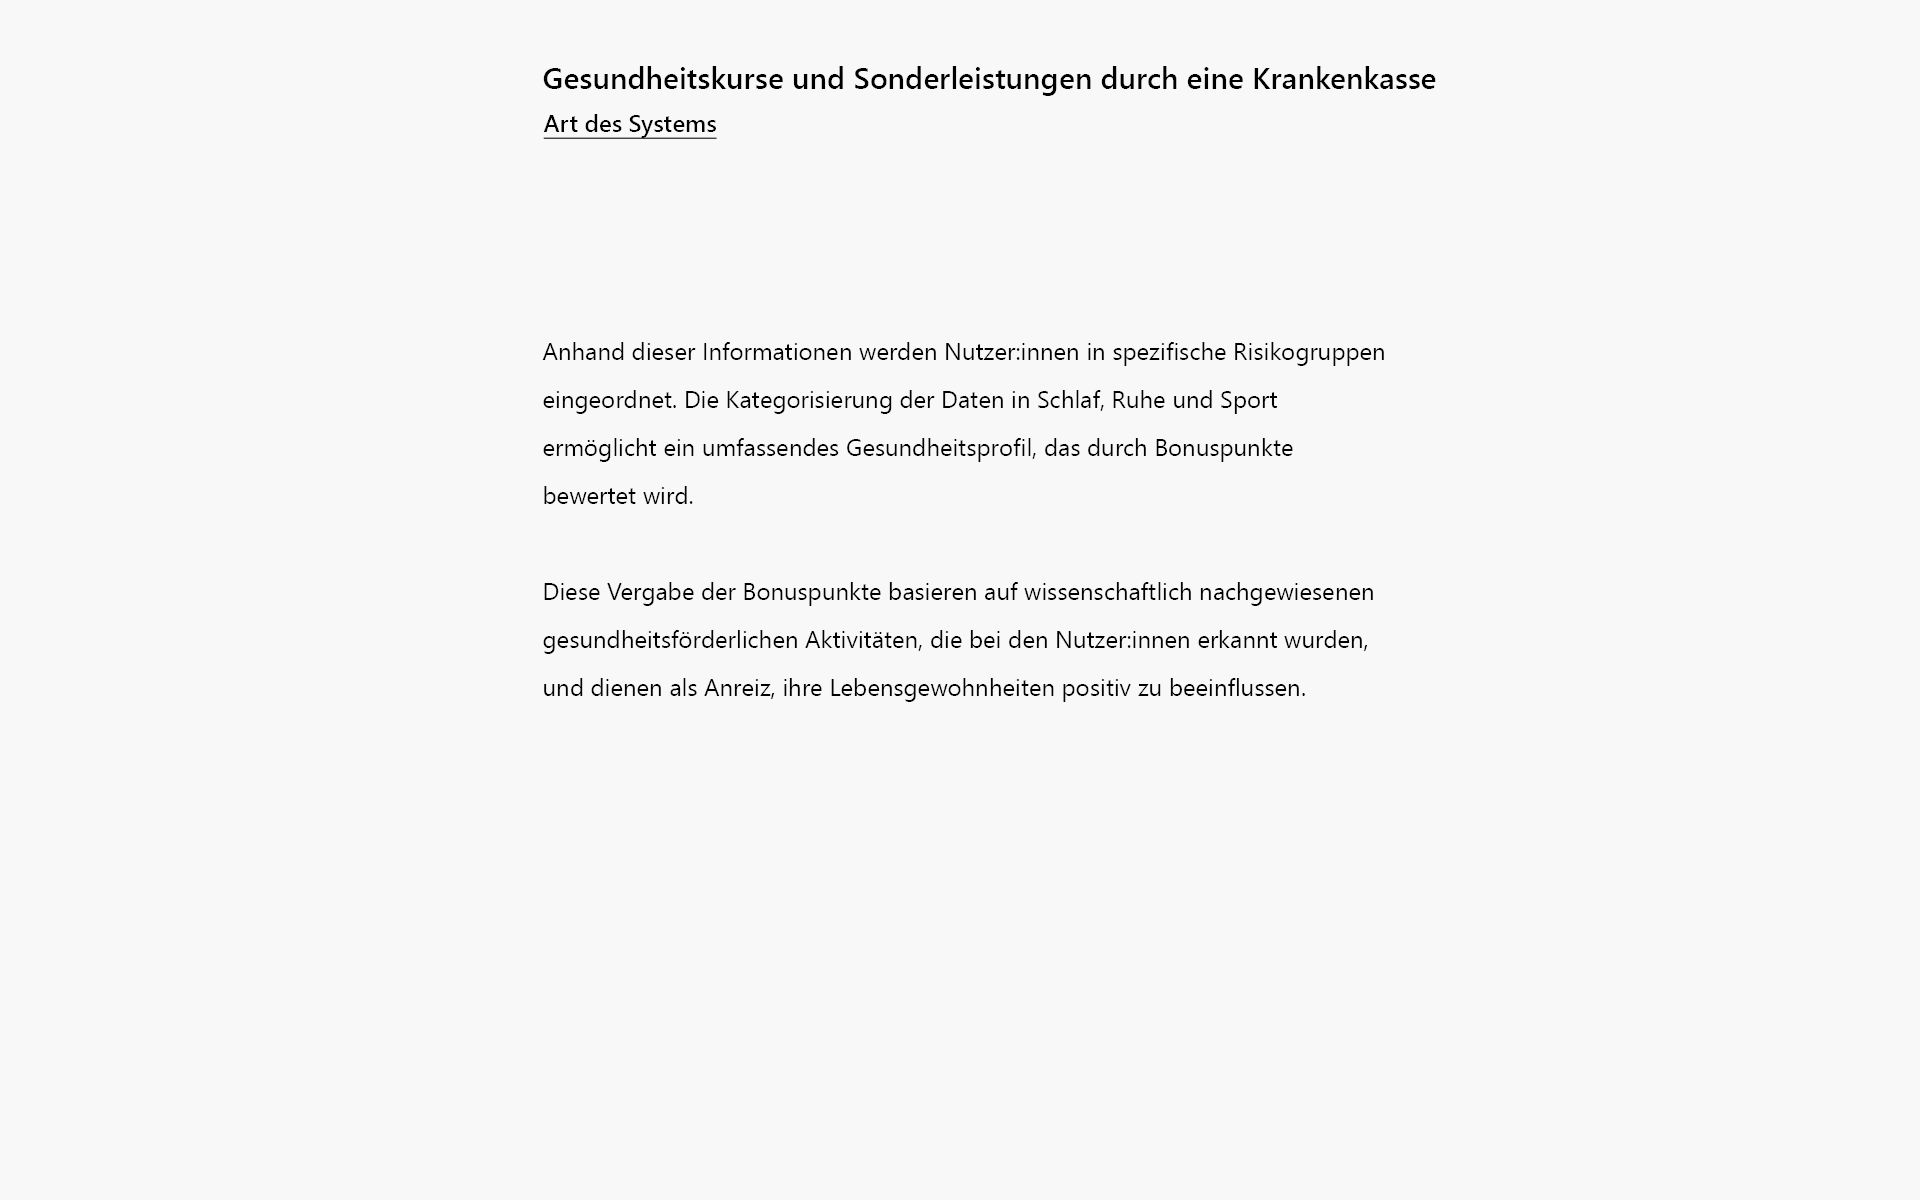 Gesundheitskurse und Sonderleistungen durch eine Krankenkasse
Art des Systems
Anhand dieser Informationen werden Nutzer:innen in spezifische Risikogruppen
eingeordnet. Die Kategorisierung der Daten in Schlaf, Ruhe und Sport
ermöglicht ein umfassendes Gesundheitsprofil, das durch Bonuspunkte
bewertet wird.
Diese Vergabe der Bonuspunkte basieren auf wissenschaftlich nachgewiesenen
gesundheitsförderlichen Aktivitäten, die bei den Nutzer:innen erkannt wurden,
und dienen als Anreiz, ihre Lebensgewohnheiten positiv zu beeinflussen.